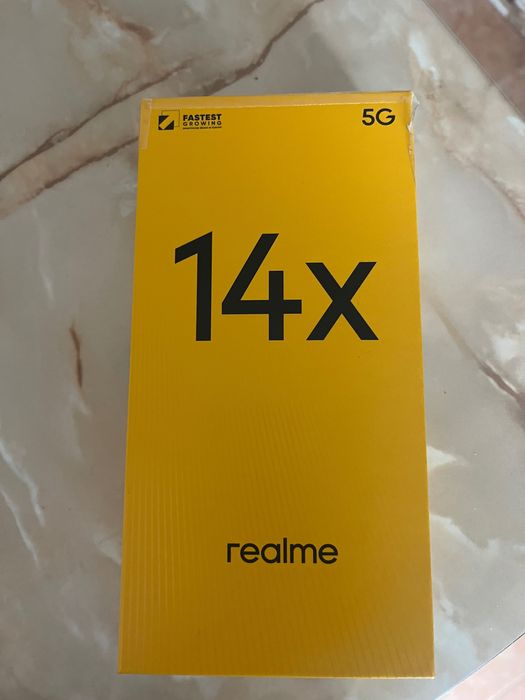 FASTEST
GROWING
5G
14x
realme